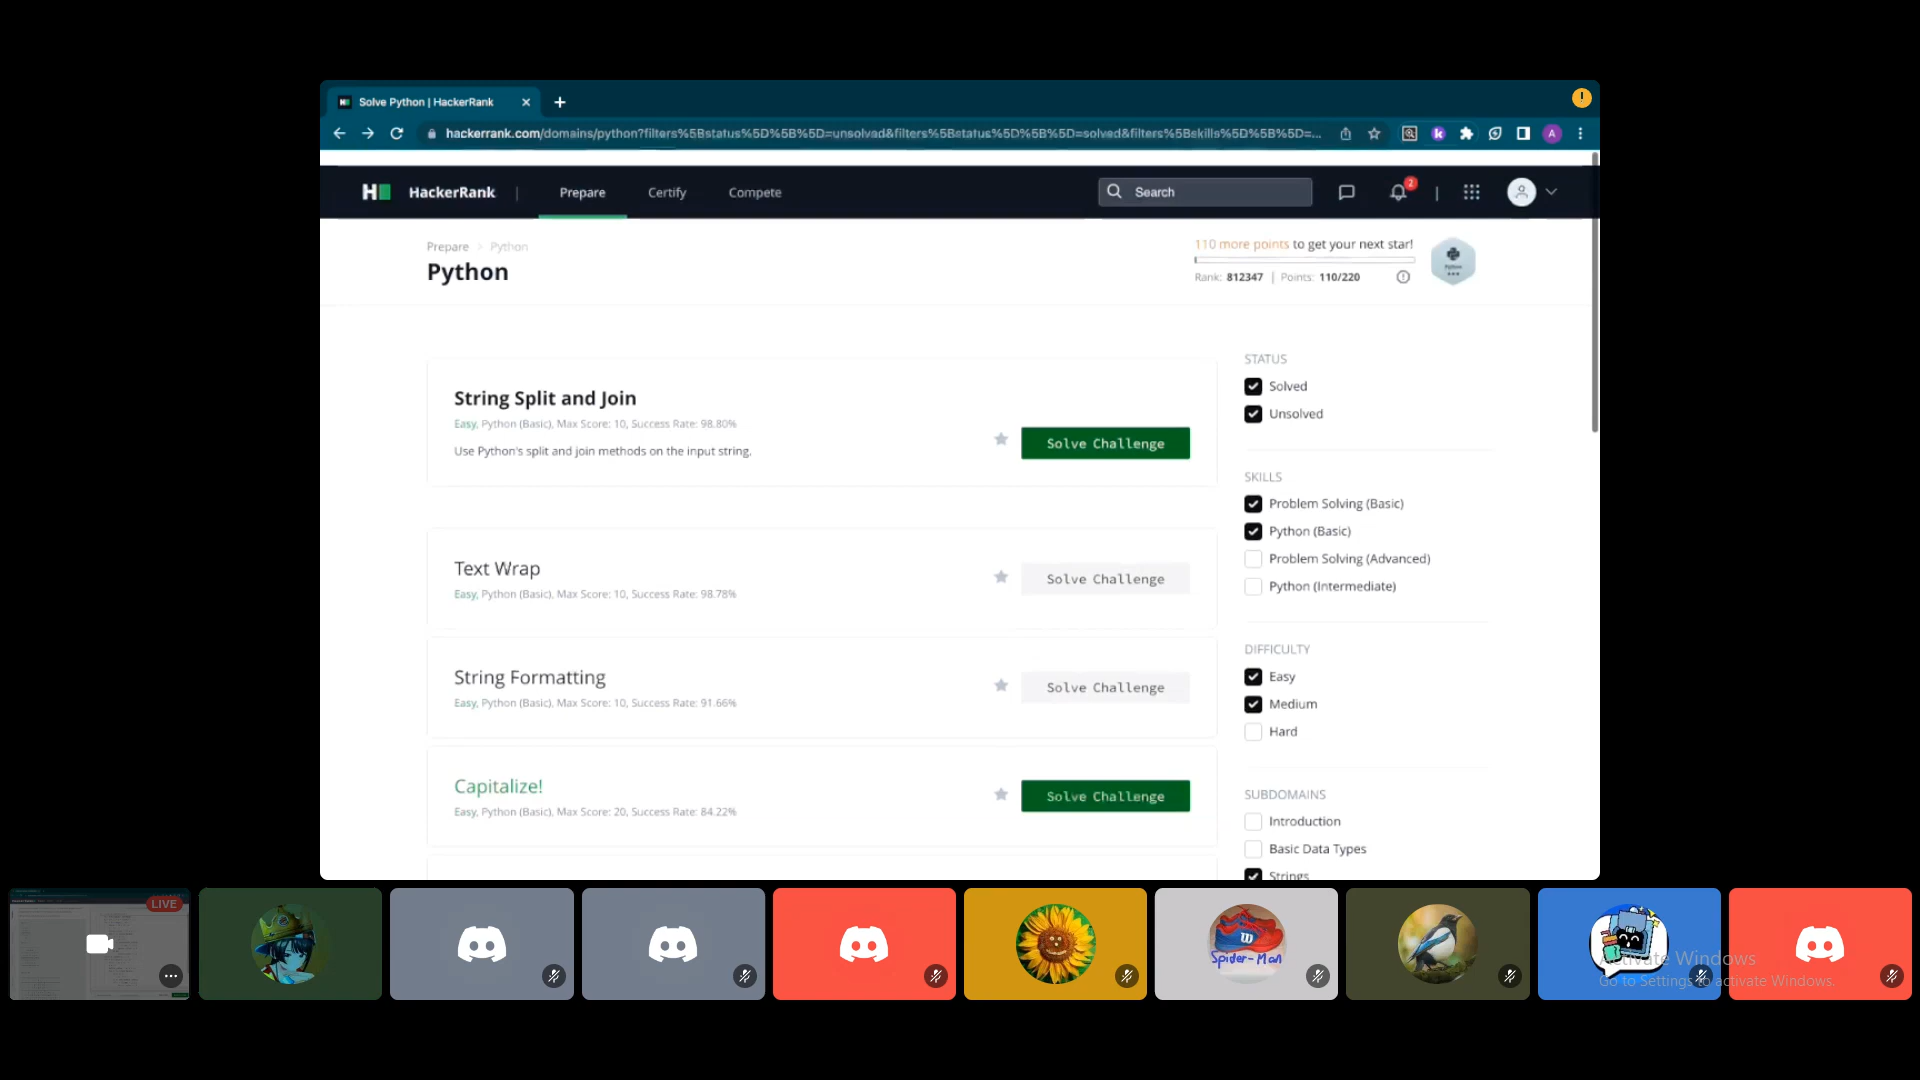 Solve Python | HackerRank
hackerrank.com/domains/python?filters%5Bstatus%5D%5B%5D=unsolved&filters%5Bstatus%5D%5B%5D=solved&filters%5Bskills%5D%5B%5D=...
A
HackerRank | Prepare Certify Compete Search 2 |
Prepare > Python
Python
110 more points to get your next star!
Rank: 812347 | Points: 110/220
Python
String Split and Join
Easy, Python (Basic), Max Score: 10, Success Rate: 98.80%
Use Python's split and join methods on the input string.
Solve Challenge
Text Wrap
Easy, Python (Basic), Max Score: 10, Success Rate: 98.78%
Solve Challenge
String Formatting
Easy, Python (Basic), Max Score: 10, Success Rate: 91.66%
Solve Challenge
Capitalize!
Easy, Python (Basic), Max Score: 20, Success Rate: 84.22%
Solve Challenge
STATUS
Solved
Unsolved
SKILLS
Problem Solving (Basic)
Python (Basic)
Problem Solving (Advanced)
Python (Intermediate)
DIFFICULTY
Easy
Medium
Hard
SUBDOMAINS
Introduction
Basic Data Types
Strings
LIVE
Spider-Man
Activate Windows
Go to Settings to activate Windows.